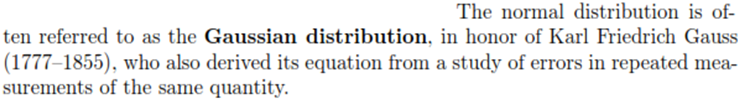 The normal distribution is of-
ten referred to as the Gaussian distribution, in honor of Karl Friedrich Gauss
(1777–1855), who also derived its equation from a study of errors in repeated mea-
surements of the same quantity.